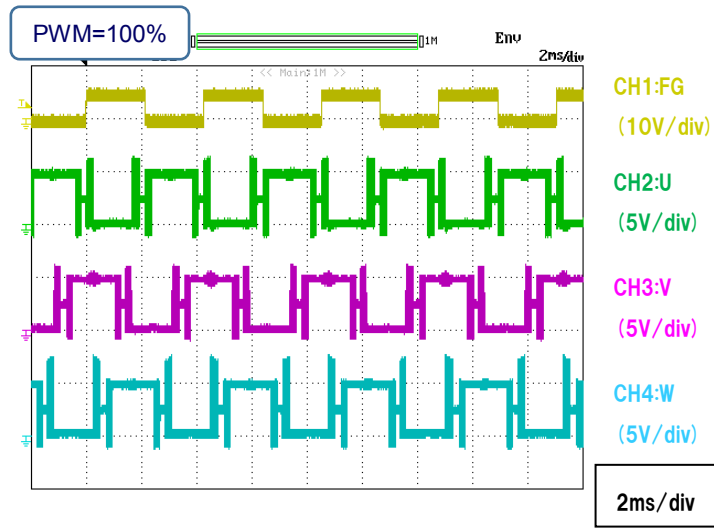 PWM=100%
1M
Env
2ms/div
<< Main:1M >>
CH1:FG
(10V/div)
CH2:U
(5V/div)
CH3:V
(5V/div)
CH4:W
(5V/div)
2ms/div